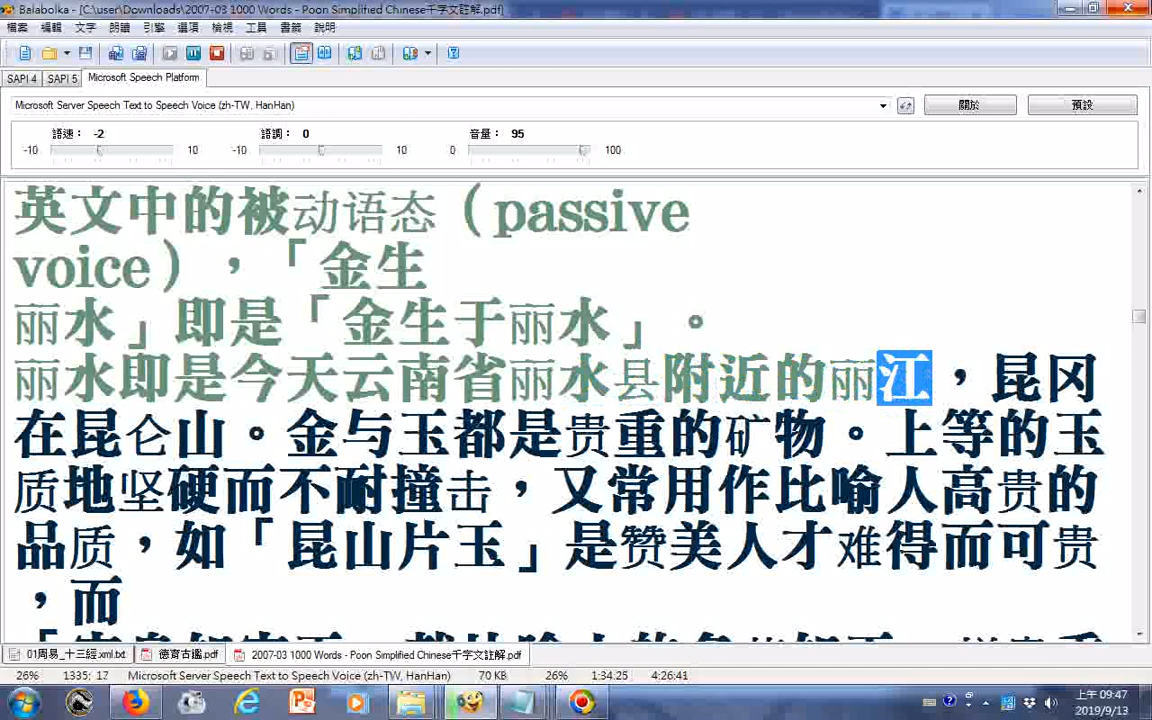 Balabolka - [C:\user\Downloads\2007-03 1000 Words - Poon Simplified Chinese千字文註解.pdf]
檔案 編輯 文字 朗讀 引擎 選項 檢視 工具 書籤 說明
SAPI 4 SAPI 5 Microsoft Speech Platform
Microsoft Server Speech Text to Speech Voice (zh-TW, HanHan) 關於 預設
語速： -2 語調： 0 音量： 95
-10 10 -10 10 0 100
英文中的被动语态（passive
voice），「金生
丽水」即是「金生于丽水」。
丽水即是今天云南省丽水县附近的丽江，昆冈
在昆仑山。金与玉都是贵重的矿物。上等的玉
质地坚硬而不耐撞击，又常用作比喻人高贵的
品质，如「昆山片玉」是赞美人才难得而可贵
，而
01周易_十三經.xml.txt 德育古鑑.pdf 2007-03 1000 Words - Poon Simplified Chinese千字文註解.pdf
26% 1335: 17 Microsoft Server Speech Text to Speech Voice (zh-TW, HanHan) 70 KB 26% 1:34.25 4:26:41
上午 09:47
2019/9/13